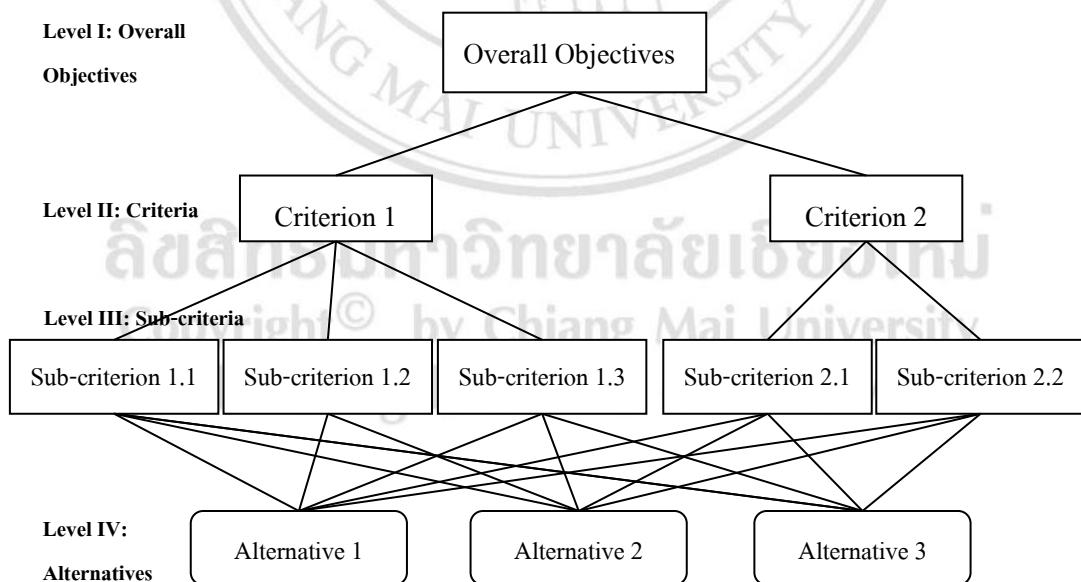 Level I: Overall
Objectives
Overall Objectives
ANG MAI UNIVERSITY
Level II: Criteria
Criterion 1
Criterion 2
ลิขสิทธิ์มหาวิทยาลัยเชียงใหม่
Level III: Sub-criteria
Copyright© by Chiang Mai University
Sub-criterion 1.1
Sub-criterion 1.2
Sub-criterion 1.3
Sub-criterion 2.1
Sub-criterion 2.2
Level IV:
Alternatives
Alternative 1
Alternative 2
Alternative 3